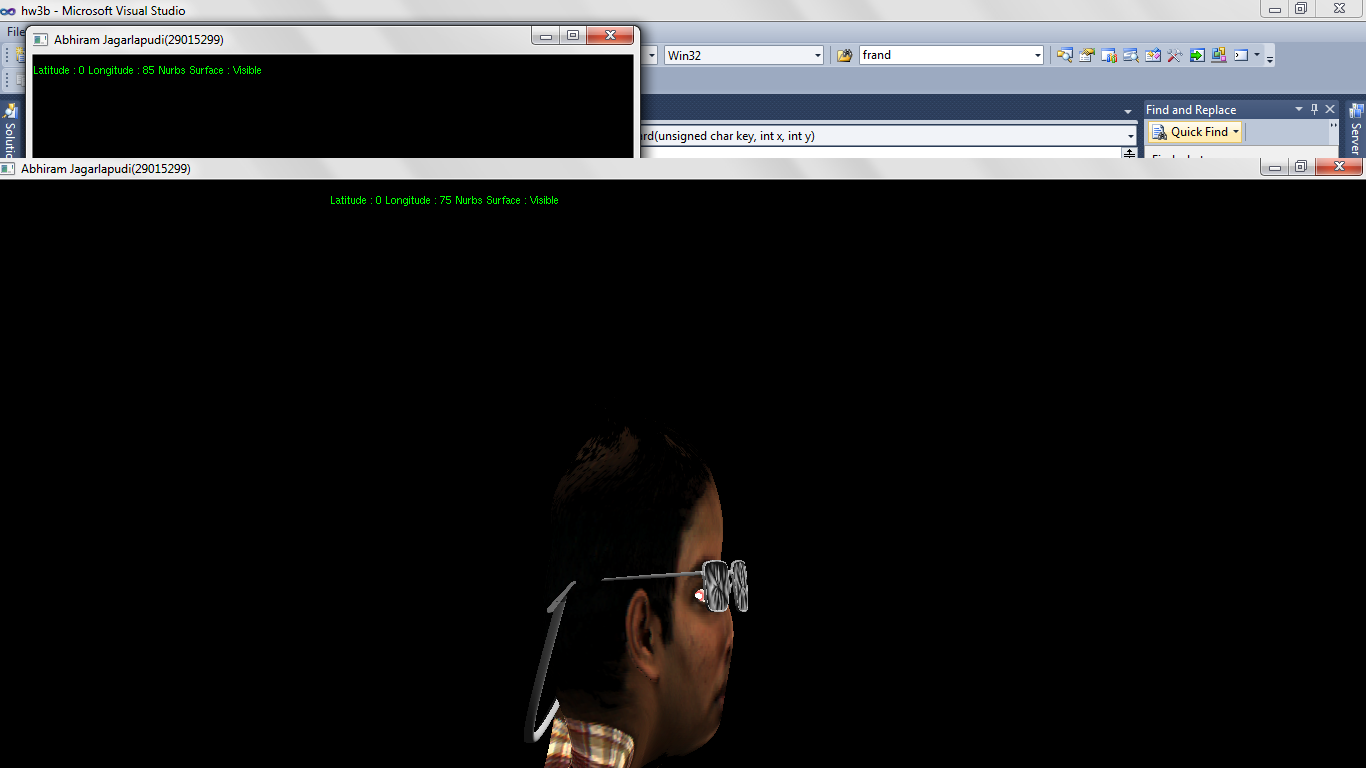 hw3b - Microsoft Visual Studio
File
Abhiram Jagarlapudi(29015299)
Win32
frand
Latitude : 0 Longitude : 85 Nurbs Surface : Visible
Find and Replace
Quick Find
Server
rd(unsigned char key, int x, int y)
Abhiram Jagarlapudi(29015299)
Latitude : 0 Longitude : 75 Nurbs Surface : Visible